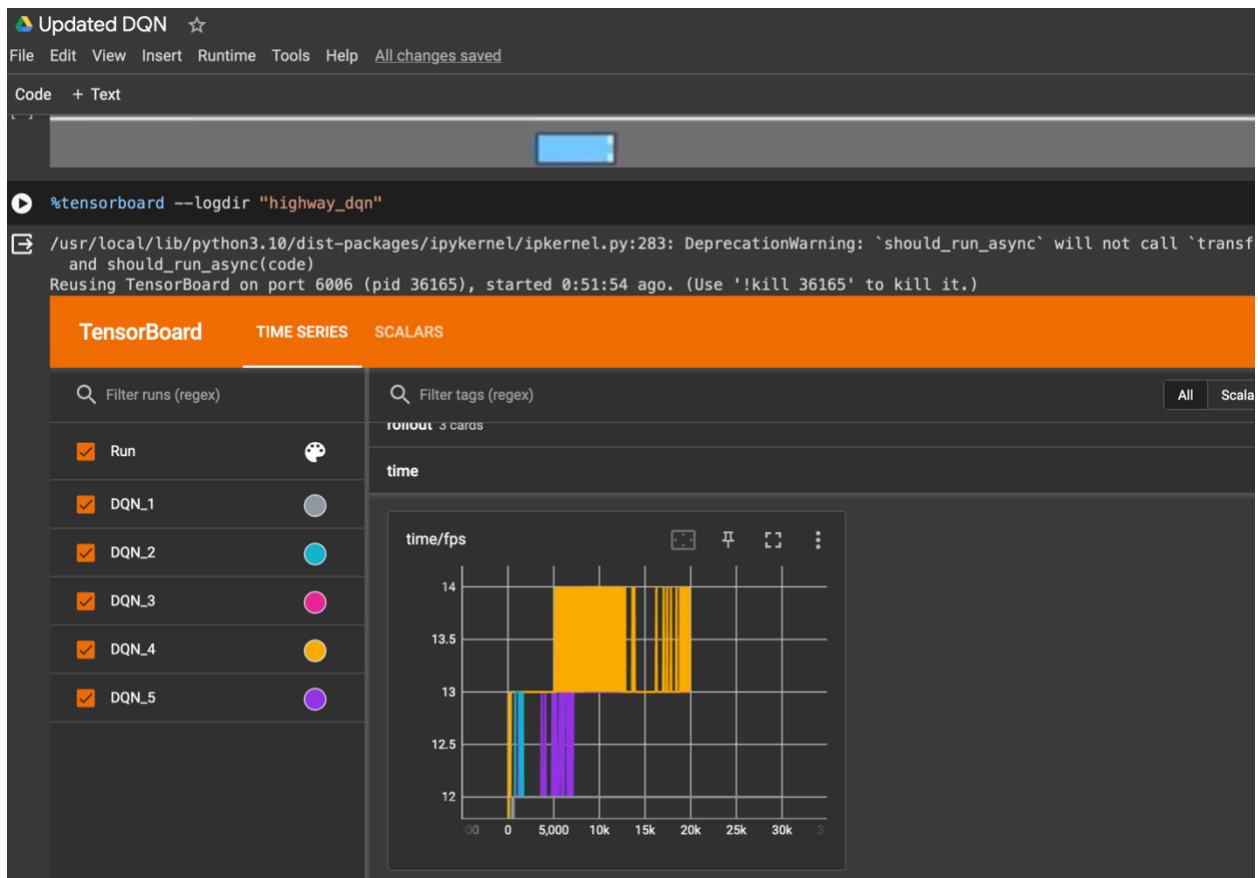 Updated DQN
File Edit View Insert Runtime Tools Help All changes saved
Code + Text
%tensorboard --logdir "highway_dqn"
/usr/local/lib/python3.10/dist-packages/ipykernel/ipkernel.py:283: DeprecationWarning: `should_run_async` will not call `transf
and should_run_async(code)
Reusing TensorBoard on port 6006 (pid 36165), started 0:51:54 ago. (Use '!kill 36165' to kill it.)
TensorBoard TIME SERIES SCALARS
Filter runs (regex) Filter tags (regex) All Scala
rollout 3 cards
Run
time
DQN_1
DQN_2
DQN_3
DQN_4
DQN_5
time/fps
14
13.5
13
12.5
12
00 0 5,000 10k 15k 20k 25k 30k 3